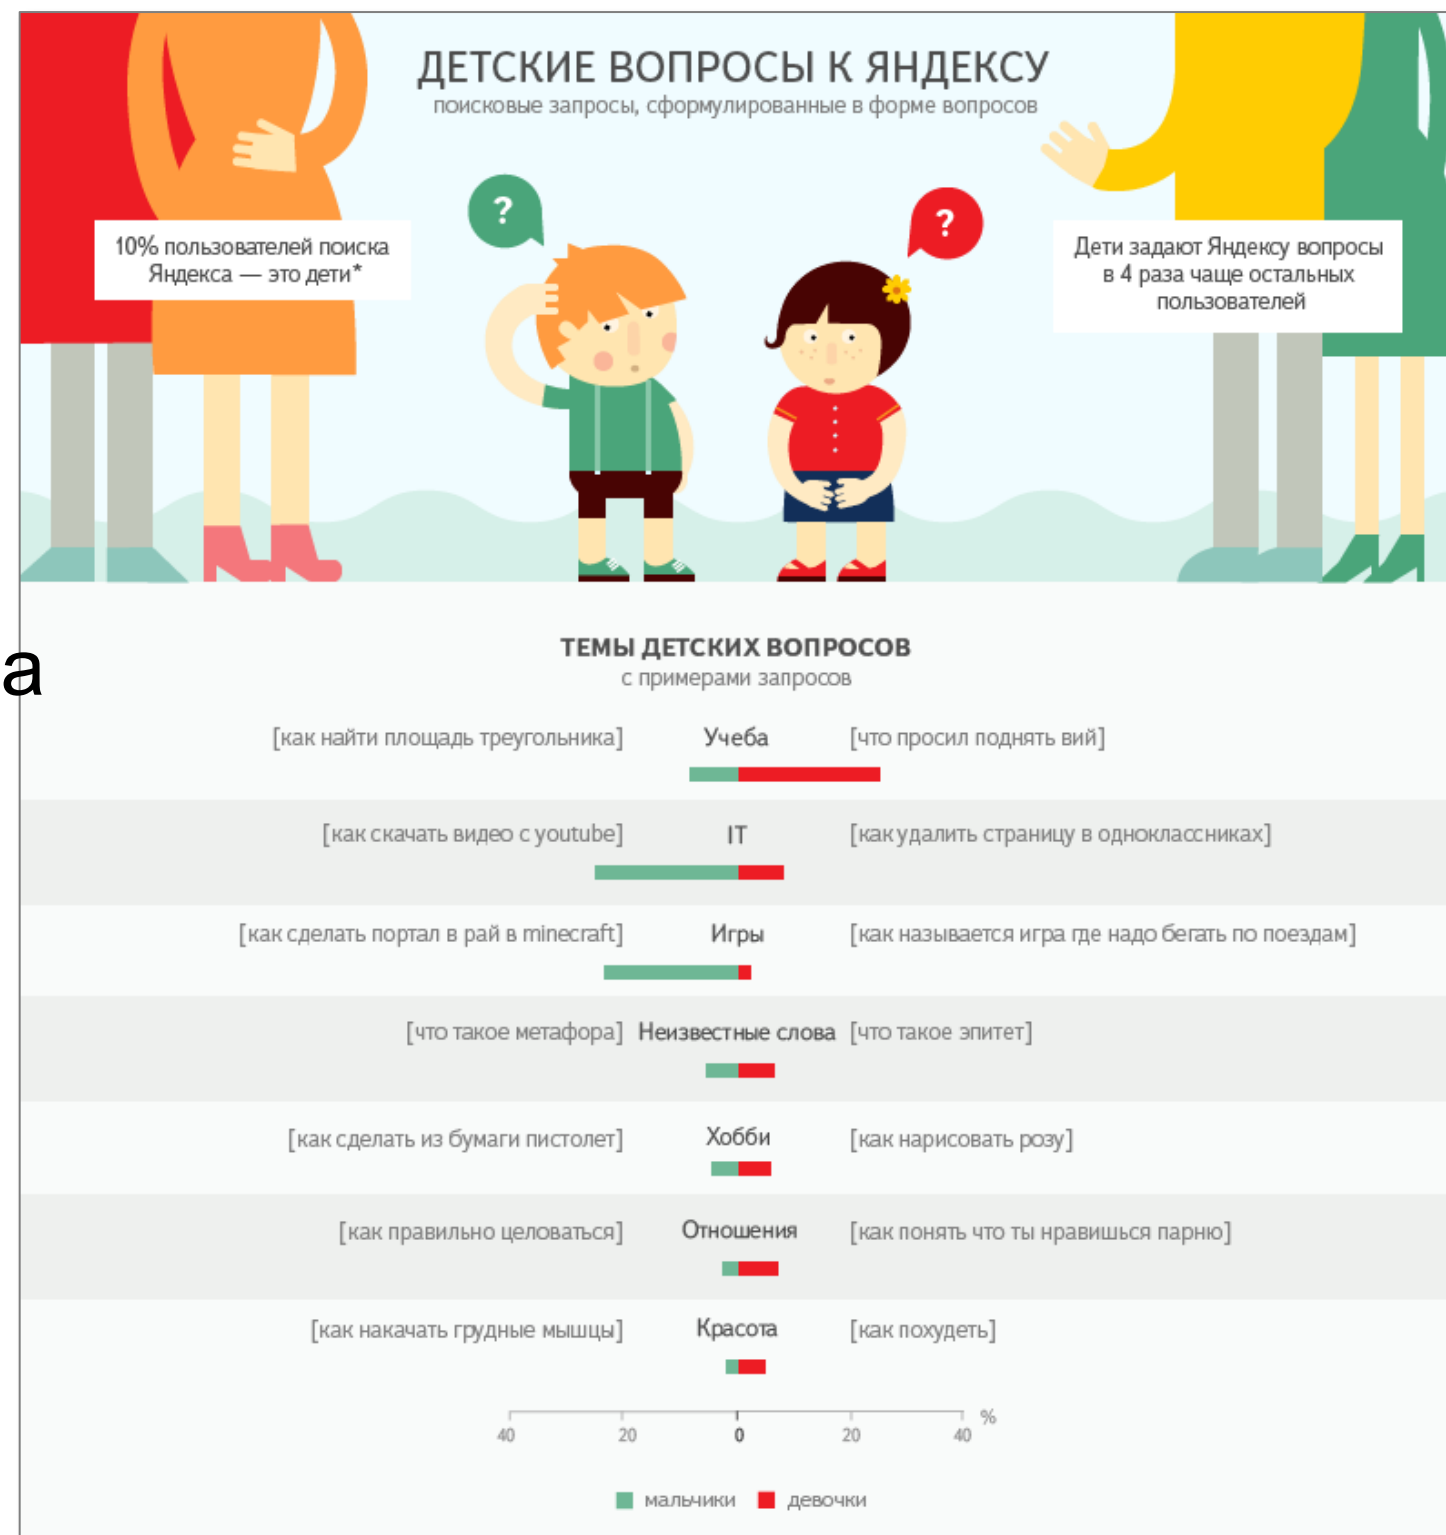 ДЕТСКИЕ ВОПРОСЫ К ЯНДЕКСУ
поисковые запросы, сформулированные в форме вопросов
?
?
10% пользователей поиска
Яндекса — это дети*
Дети задают Яндексу вопросы
в 4 раза чаще остальных
пользователей
ТЕМЫ ДЕТСКИХ ВОПРОСОВ
с примерами запросов
а
[как найти площадь треугольника] Учеба [что просил поднять вий]
[как скачать видео с youtube] IT [как удалить страницу в одноклассниках]
[как сделать портал в рай в minecraft] Игры [как называется игра где надо бегать по поездам]
[что такое метафора] Неизвестные слова [что такое эпитет]
[как сделать из бумаги пистолет] Хобби [как нарисовать розу]
[как правильно целоваться] Отношения [как понять что ты нравишься парню]
[как накачать грудные мышцы] Красота [как похудеть]
40 20 0 20 40 %
мальчики девочки